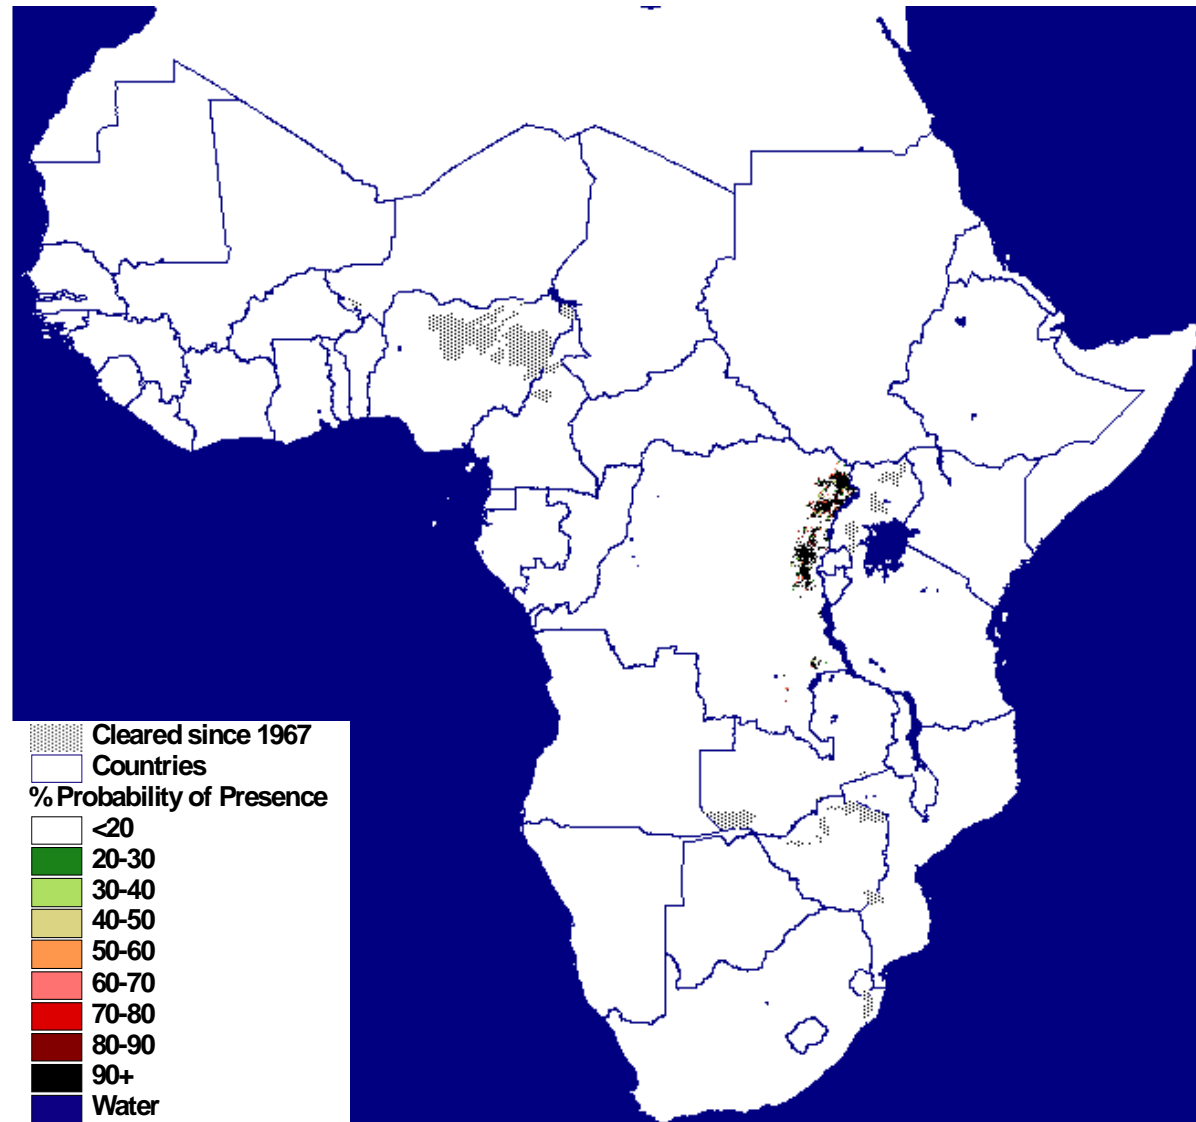 Cleared since 1967
Countries
% Probability of Presence
<20
20-30
30-40
40-50
50-60
60-70
70-80
80-90
90+
Water